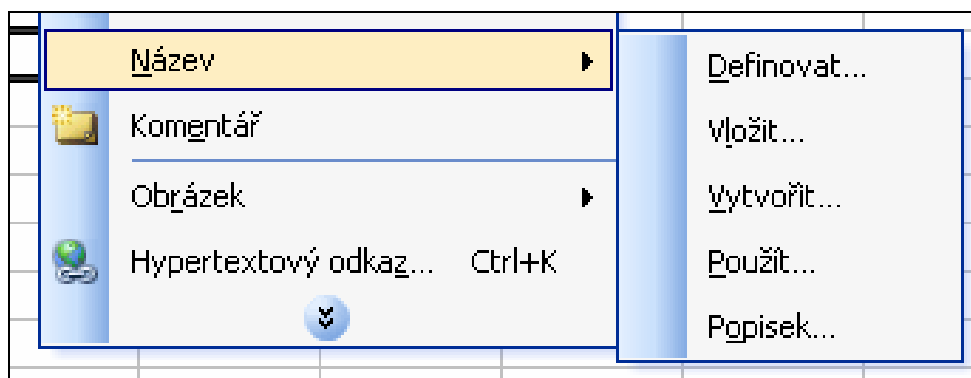 Název
Komentář
Obrázek
Hypertextový odkaz... Ctrl+K
Definovat...
Vložit...
Vytvořit...
Použít...
Popisek...